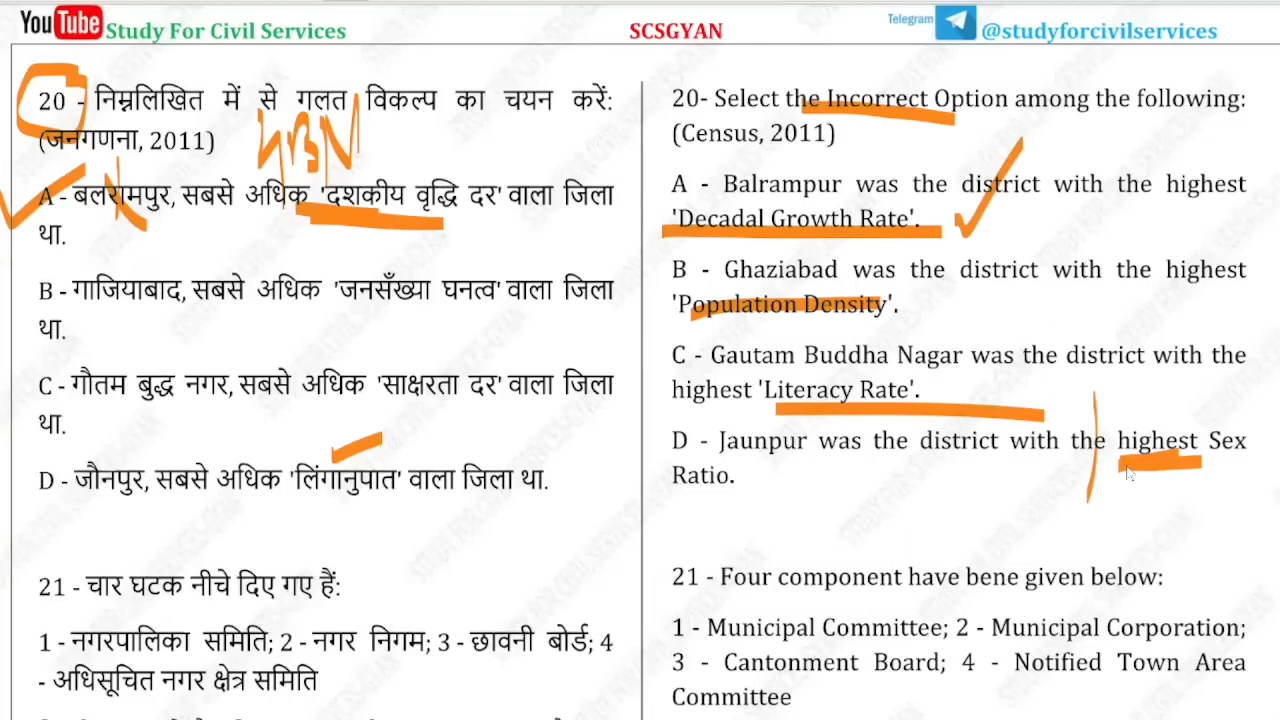 YouTube Study For Civil Services
SCSGYAN
Telegram @studyforcivilservices
20 - निम्नलिखित में से गलत विकल्प का चयन करें:
(जनगणना, 2011)
A - बलरामपुर, सबसे अधिक 'दशकीय वृद्धि दर' वाला जिला
था.
B - गाजियाबाद, सबसे अधिक 'जनसँख्या घनत्व' वाला जिला
था.
C - गौतम बुद्ध नगर, सबसे अधिक 'साक्षरता दर' वाला जिला
था.
D - जौनपुर, सबसे अधिक 'लिंगानुपात' वाला जिला था.
21 - चार घटक नीचे दिए गए हैं:
1 - नगरपालिका समिति; 2 - नगर निगम; 3 - छावनी बोर्ड; 4
- अधिसूचित नगर क्षेत्र समिति
20- Select the Incorrect Option among the following:
(Census, 2011)
A - Balrampur was the district with the highest
'Decadal Growth Rate'.
B - Ghaziabad was the district with the highest
'Population Density'.
C - Gautam Buddha Nagar was the district with the
highest 'Literacy Rate'.
D - Jaunpur was the district with the highest Sex
Ratio.
21 - Four component have bene given below:
1 - Municipal Committee; 2 - Municipal Corporation;
3 - Cantonment Board; 4 - Notified Town Area
Committee